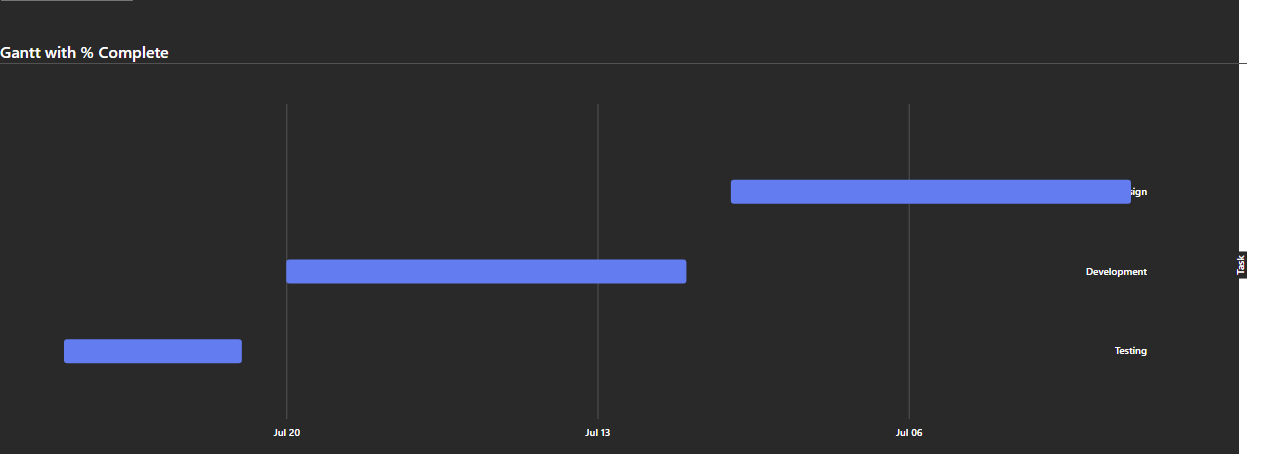 Gantt with % Complete
sign
Development
Task
Testing
Jul 20
Jul 13
Jul 06